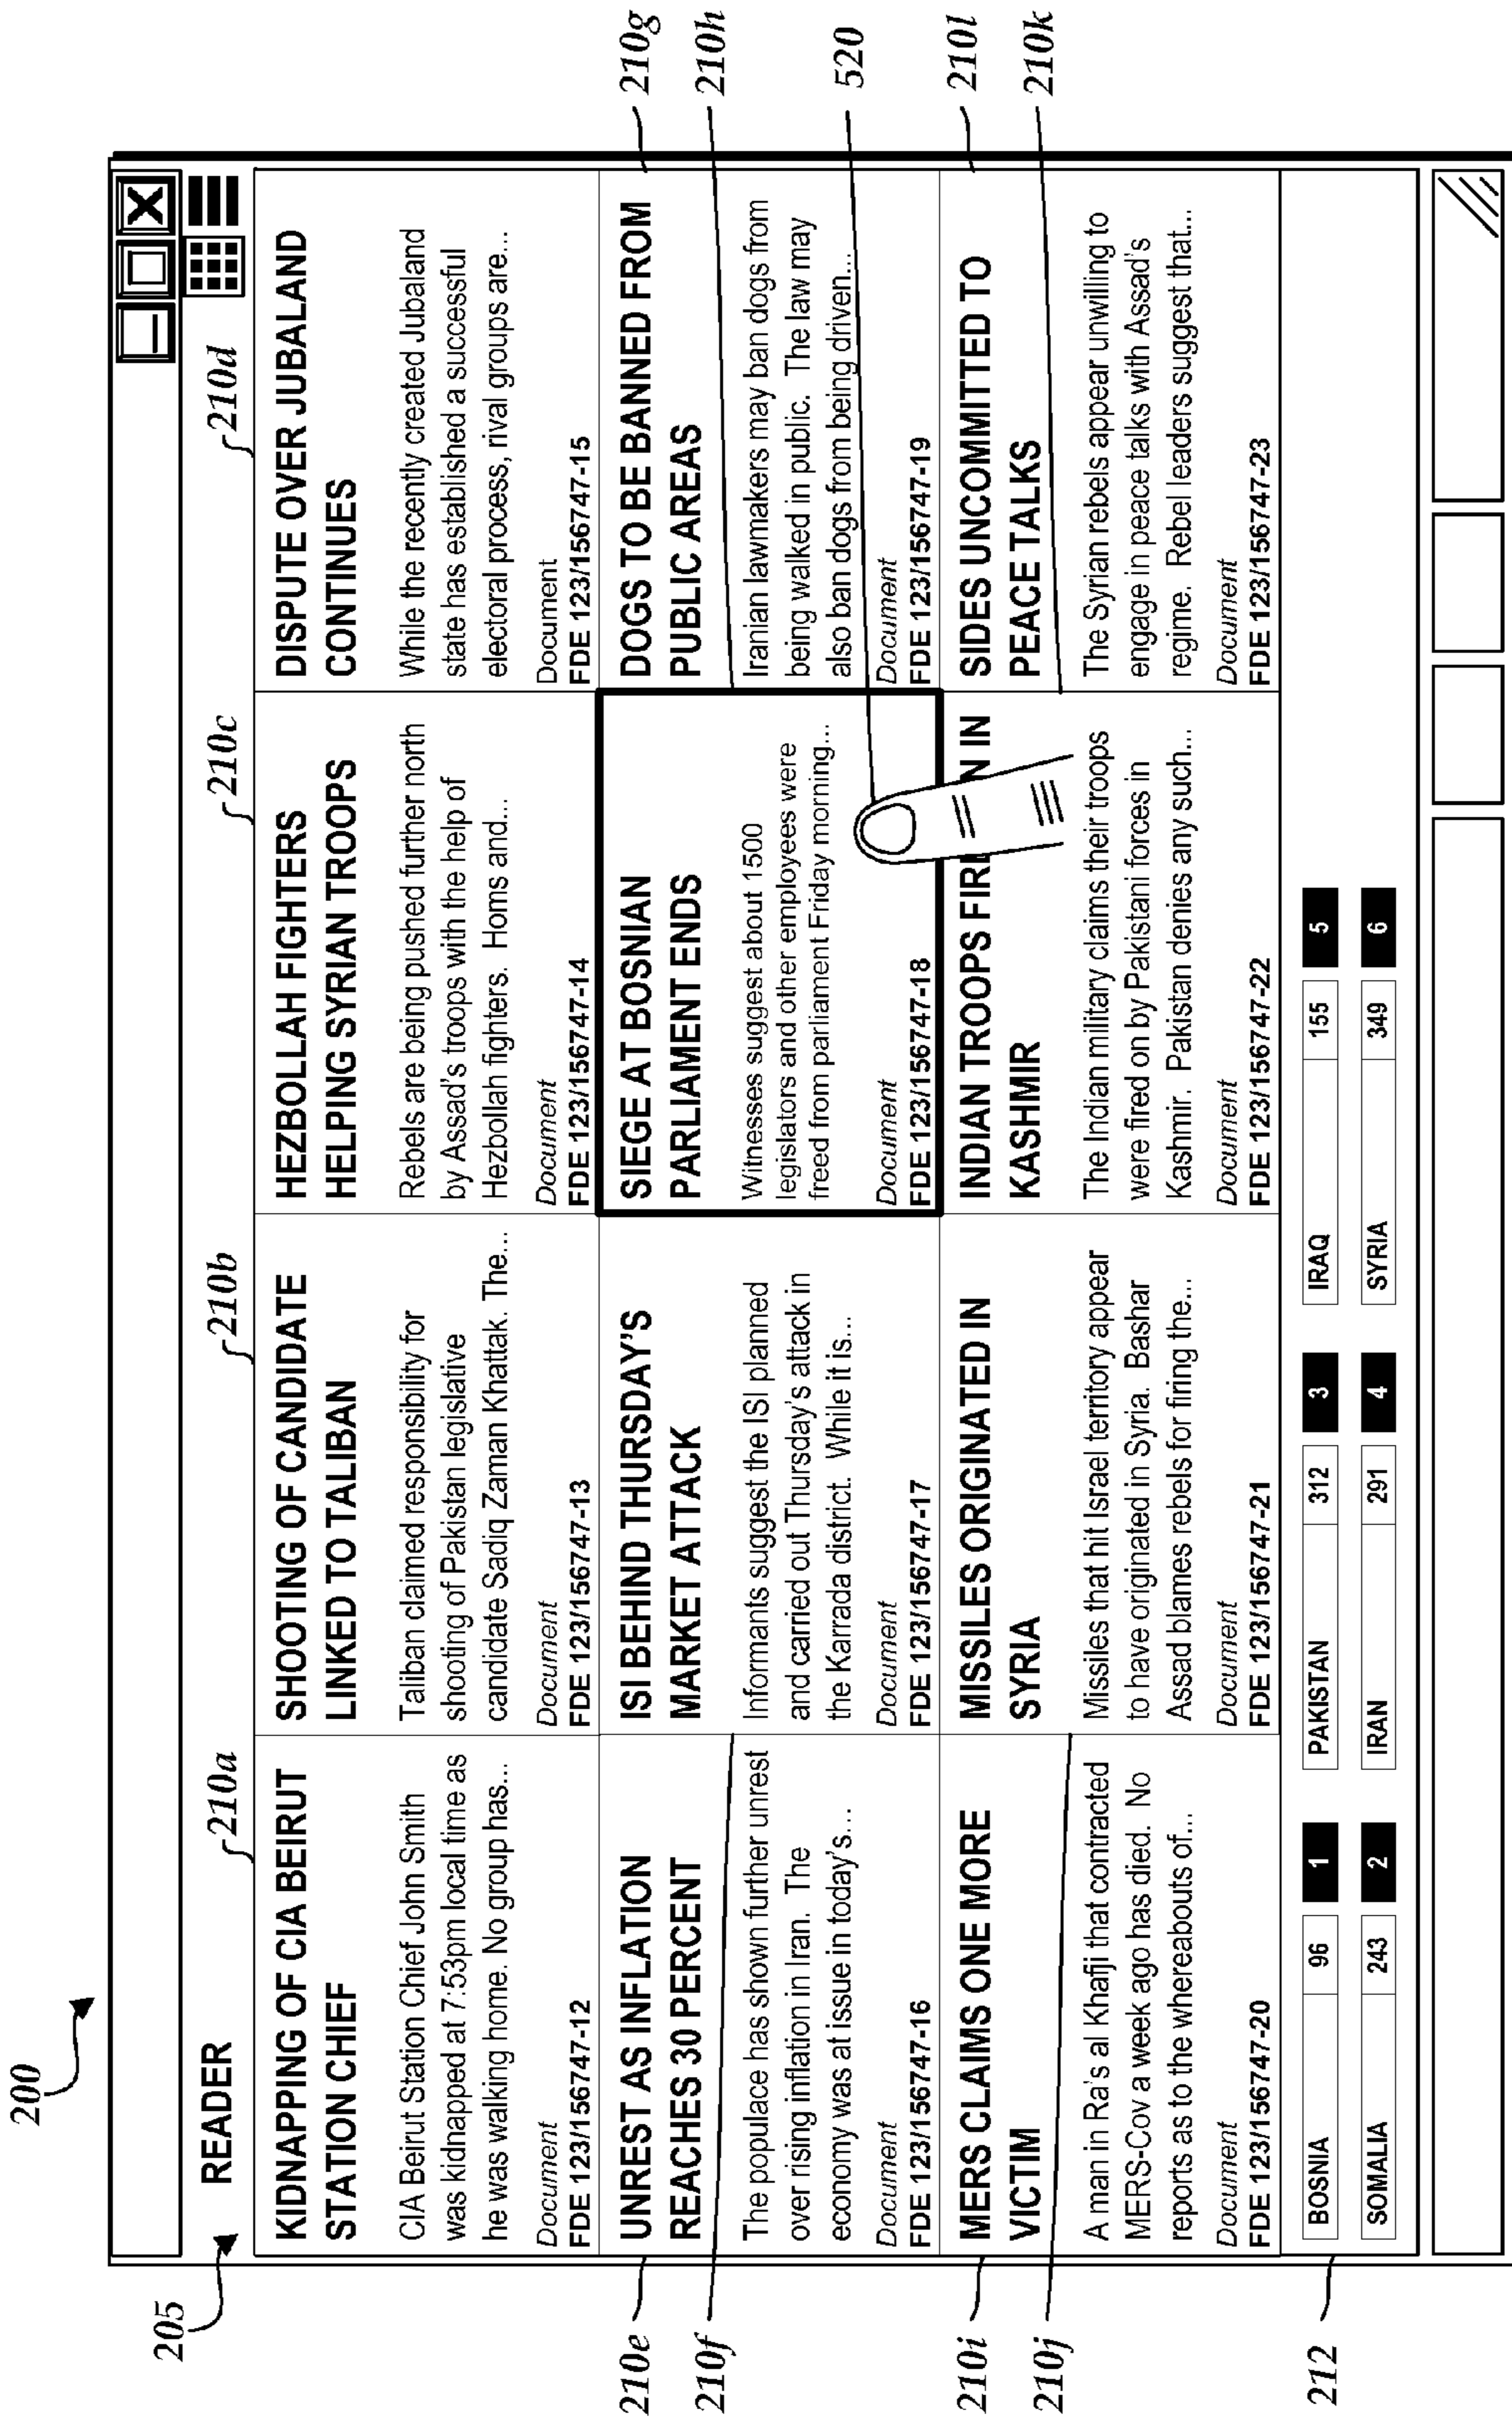 200
205
READER
210a
210b
210c
210d
KIDNAPPING OF CIA BEIRUT
STATION CHIEF
CIA Beirut Station Chief John Smith
was kidnapped at 7:53pm local time as
he was walking home. No group has...
Document
FDE 123/156747-12
SHOOTING OF CANDIDATE
LINKED TO TALIBAN
Taliban claimed responsibility for
shooting of Pakistan legislative
candidate Sadiq Zaman Khattak. The...
Document
FDE 123/156747-13
HEZBOLLAH FIGHTERS
HELPING SYRIAN TROOPS
Rebels are being pushed further north
by Assad's troops with the help of
Hezbollah fighters. Homs and...
Document
FDE 123/156747-14
DISPUTE OVER JUBALAND
CONTINUES
While the recently created Jubaland
state has established a successful
electoral process, rival groups are...
Document
FDE 123/156747-15
210e
210f
UNREST AS INFLATION
REACHES 30 PERCENT
The populace has shown further unrest
over rising inflation in Iran. The
economy was at issue in today's...
Document
FDE 123/156747-16
ISI BEHIND THURSDAY'S
MARKET ATTACK
Informants suggest the ISI planned
and carried out Thursday's attack in
the Karrada district. While it is...
Document
FDE 123/156747-17
SIEGE AT BOSNIAN
PARLIAMENT ENDS
Witnesses suggest about 1500
legislators and other employees were
freed from parliament Friday morning...
Document
FDE 123/156747-18
DOGS TO BE BANNED FROM
PUBLIC AREAS
Iranian lawmakers may ban dogs from
being walked in public. The law may
also ban dogs from being driven...
Document
FDE 123/156747-19
210g
210h
520
210i
210j
MERS CLAIMS ONE MORE
VICTIM
A man in Ra's al Khafji that contracted
MERS-Cov a week ago has died. No
reports as to the whereabouts of...
Document
FDE 123/156747-20
MISSILES ORIGINATED IN
SYRIA
Missiles that hit Israel territory appear
to have originated in Syria. Bashar
Assad blames rebels for firing the...
Document
FDE 123/156747-21
INDIAN TROOPS FIRE N IN
KASHMIR
The Indian military claims their troops
were fired on by Pakistani forces in
Kashmir. Pakistan denies any such...
Document
FDE 123/156747-22
SIDES UNCOMMITTED TO
PEACE TALKS
The Syrian rebels appear unwilling to
engage in peace talks with Assad's
regime. Rebel leaders suggest that...
Document
FDE 123/156747-23
210l
210k
212
BOSNIA 96 1 PAKISTAN 312 3 IRAQ 155 5
SOMALIA 243 2 IRAN 291 4 SYRIA 349 6